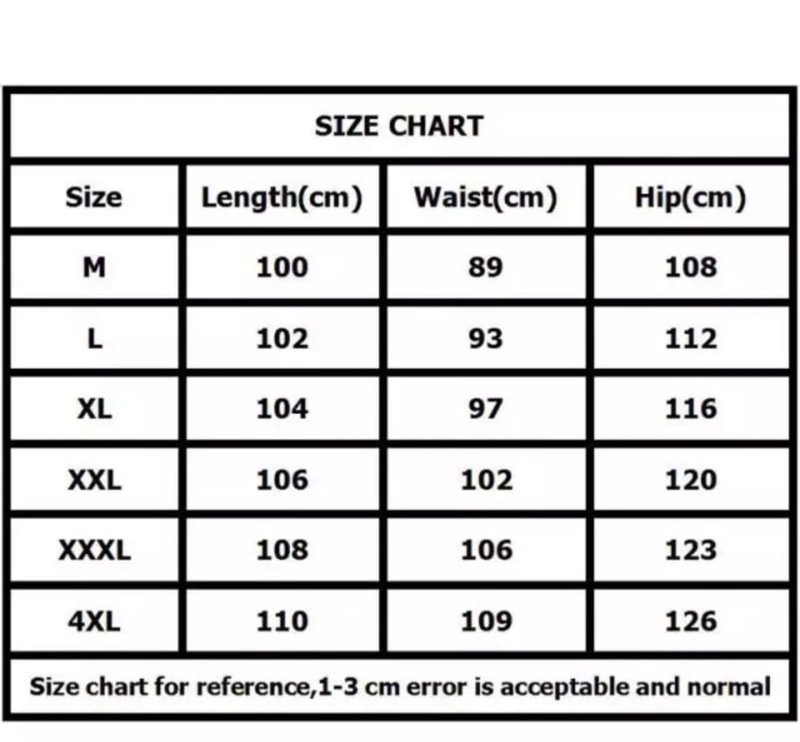 SIZE CHART
Size Length(cm) Waist(cm) Hip(cm)
M 100 89 108
L 102 93 112
XL 104 97 116
XXL 106 102 120
XXXL 108 106 123
4XL 110 109 126
Size chart for reference,1-3 cm error is acceptable and normal